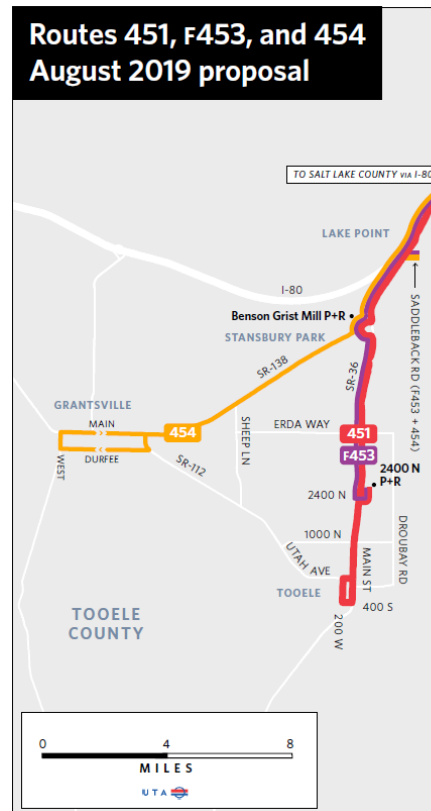 Routes 451, F453, and 454
August 2019 proposal
TO SALT LAKE COUNTY VIA I-80
LAKE POINT
I-80
SADDLEBACK RD (F453 + 454)
Benson Grist Mill P+R
STANSBURY PARK
SR-138
SR-36
GRANTSVILLE
MAIN
454
SHEEP LN
ERDA WAY
451
F453
WEST
DURFEE
SR-112
2400 N
P+R
2400 N
DROUBAY RD
1000 N
UTAH AVE
MAIN ST
TOOELE
400 S
200 W
TOOELE
COUNTY
0 4 8
MILES
UTA